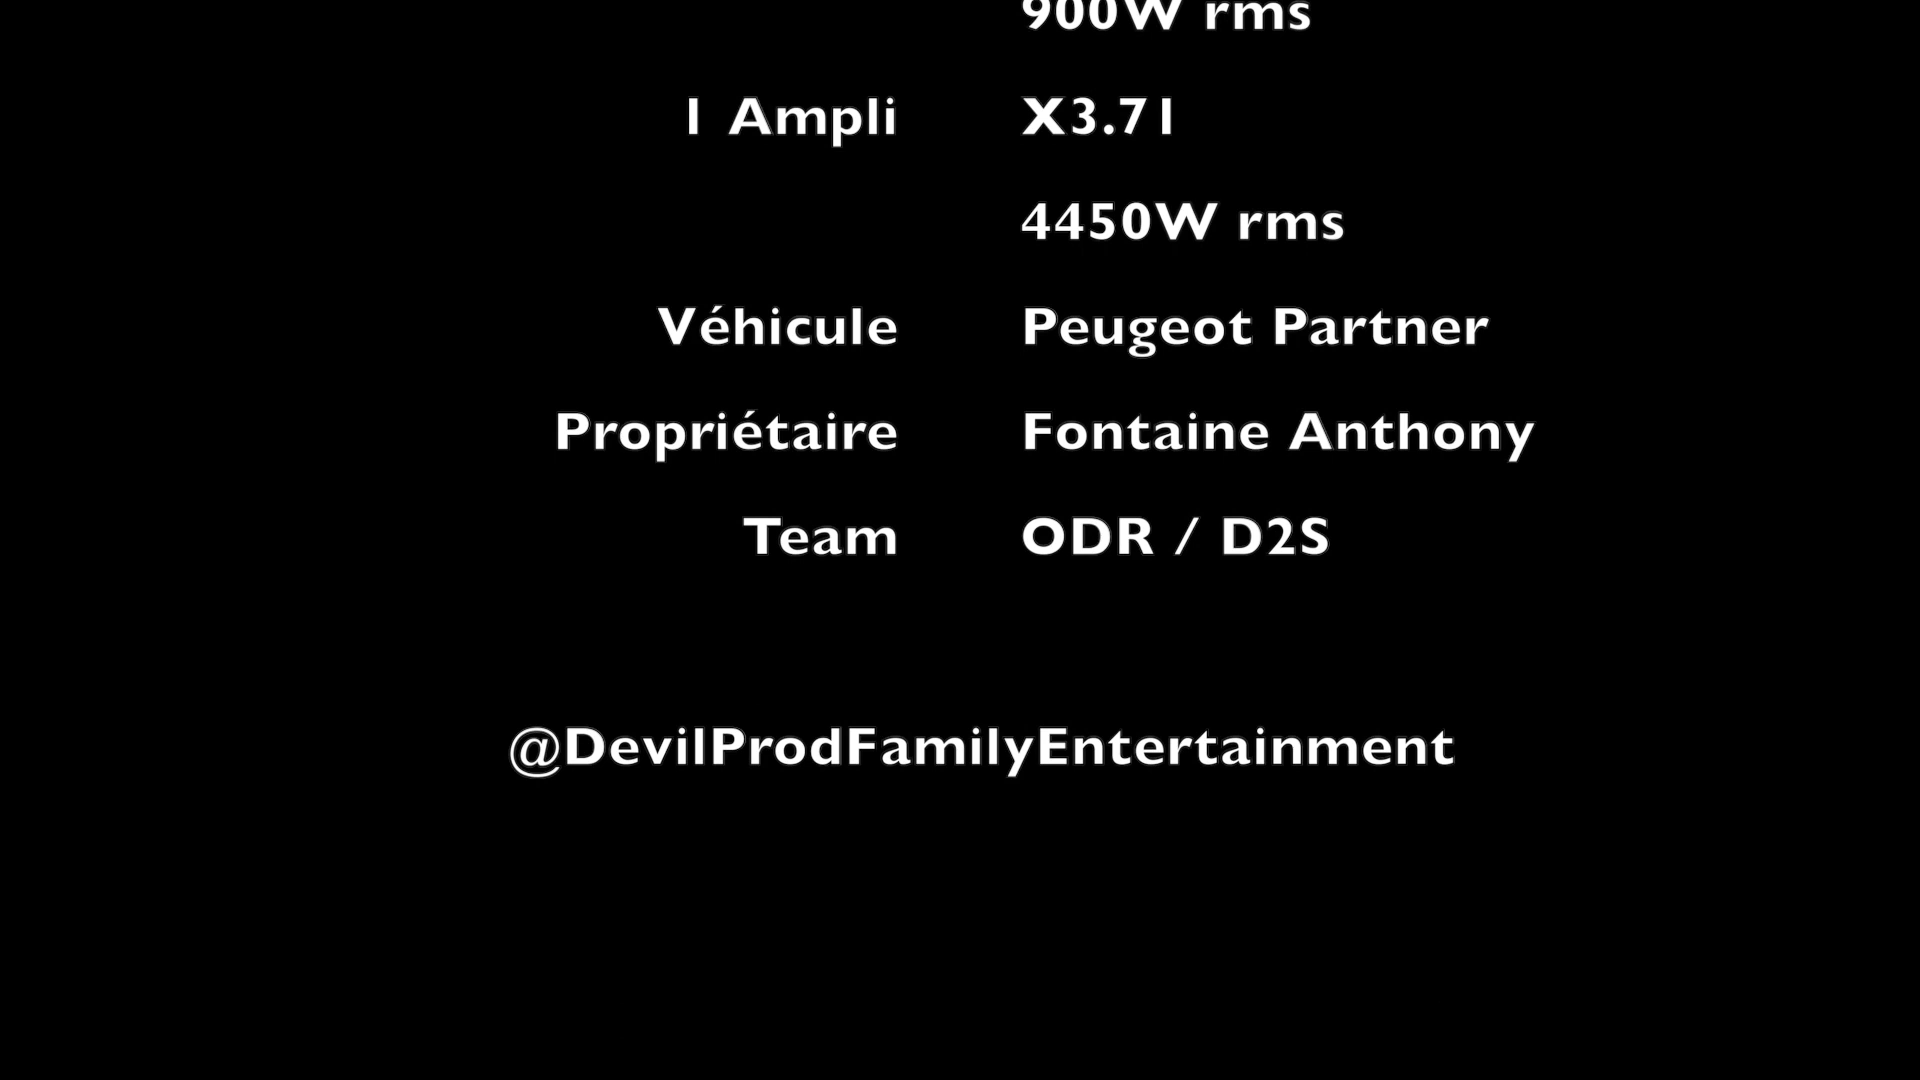 900W rms
1 Ampli X3.71
4450W rms
Véhicule Peugeot Partner
Propriétaire Fontaine Anthony
Team ODR / D2S
@DevilProdFamilyEntertainment